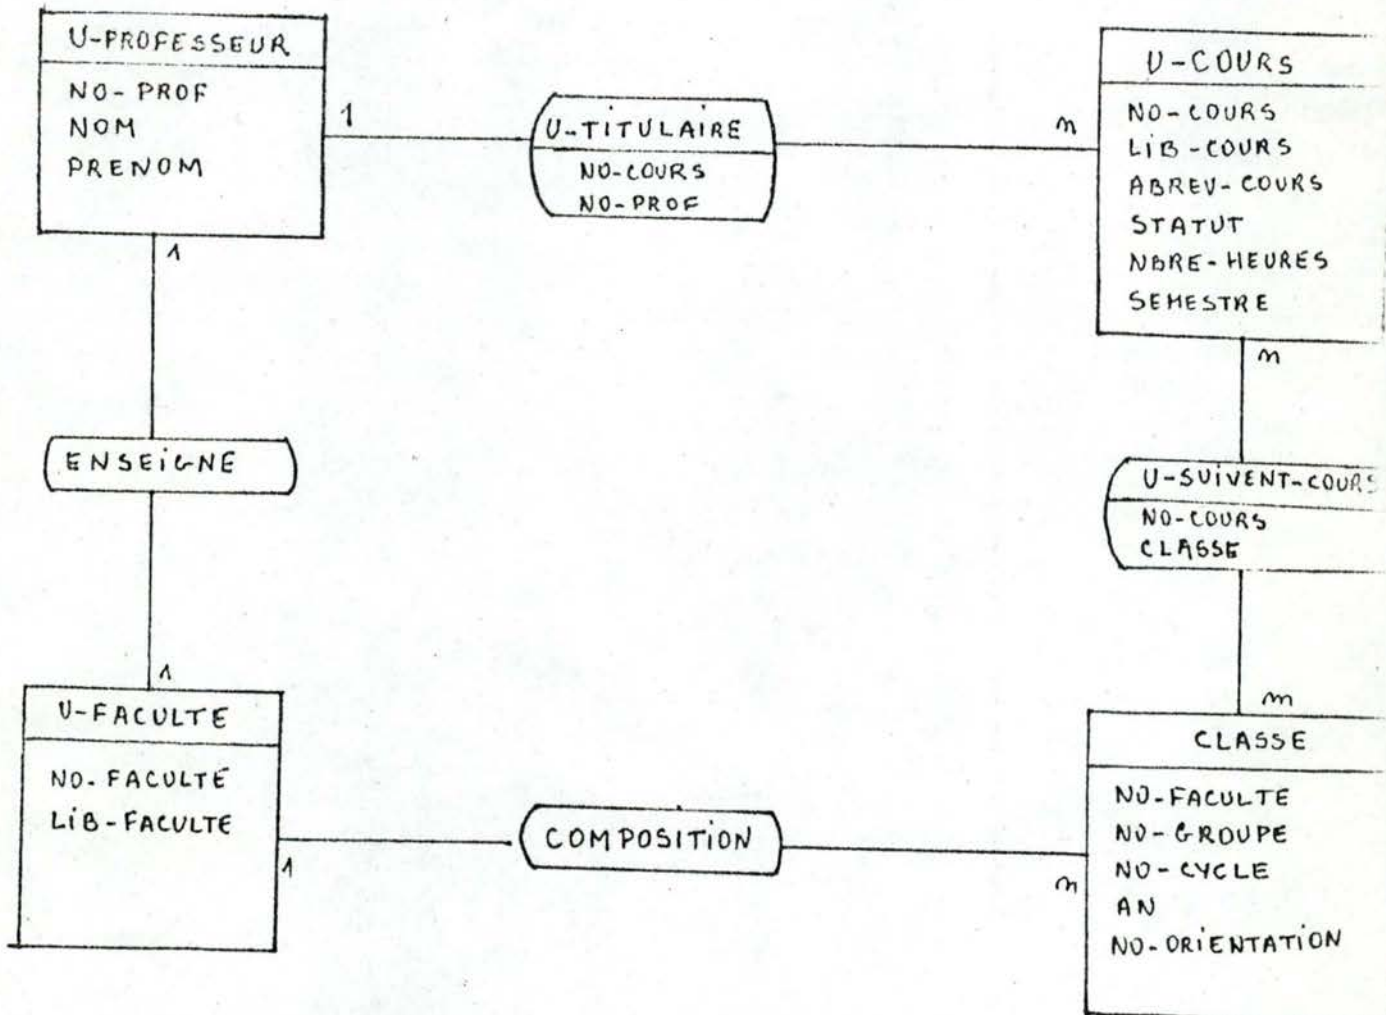 U-PROFESSEUR
NO-PROF
NOM
PRENOM
1
U-TITULAIRE
NO-COURS
NO-PROF
n
U-COURS
NO-COURS
LIB-COURS
ABREV-COURS
STATUT
NBRE-HEURES
SEMESTRE
1
n
ENSEIGNE
U-SUIVENT-COURS
NO-COURS
CLASSE
1
m
U-FACULTE
NO-FACULTE
LIB-FACULTE
1
COMPOSITION
n
CLASSE
NO-FACULTE
NO-GROUPE
NO-CYCLE
AN
NO-ORIENTATION